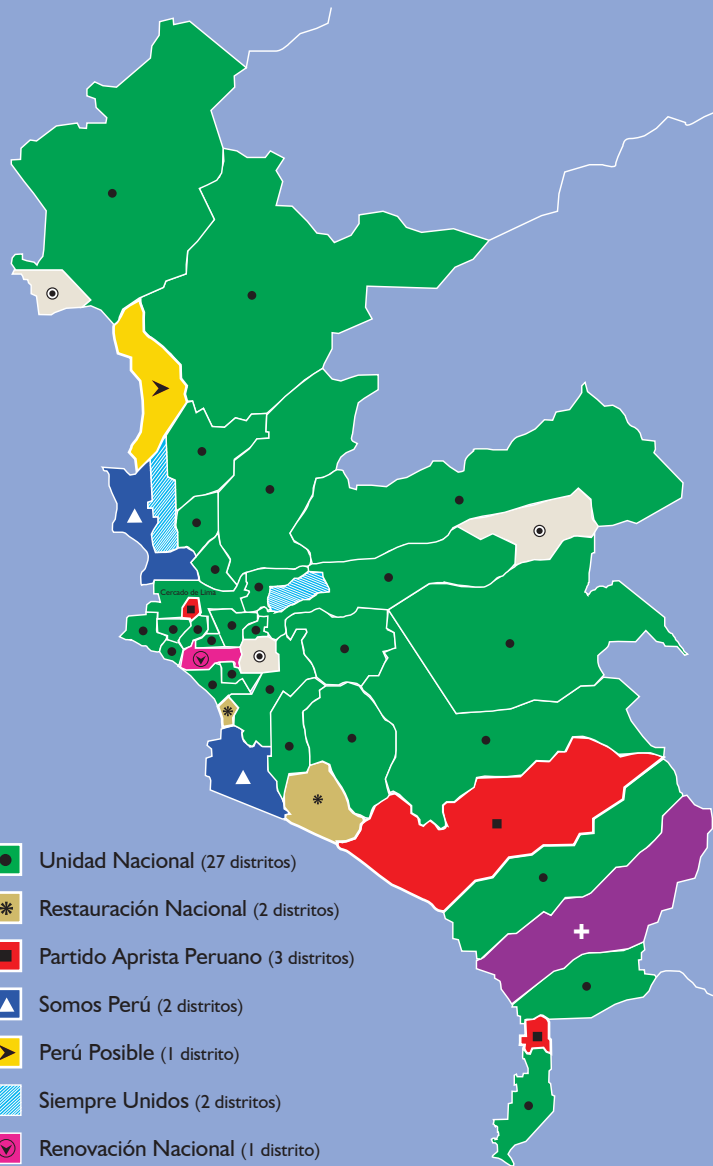 Cercado de Lima
Unidad Nacional (27 distritos)
Restauración Nacional (2 distritos)
Partido Aprista Peruano (3 distritos)
Somos Perú (2 distritos)
Perú Posible (1 distrito)
Siempre Unidos (2 distritos)
Renovación Nacional (1 distrito)